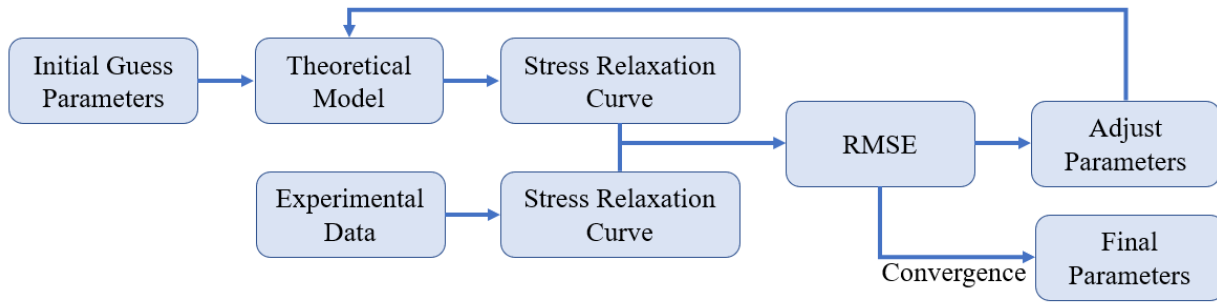 Initial Guess
Parameters
Theoretical
Model
Stress Relaxation
Curve
Experimental
Data
Stress Relaxation
Curve
RMSE
Adjust
Parameters
Convergence
Final
Parameters